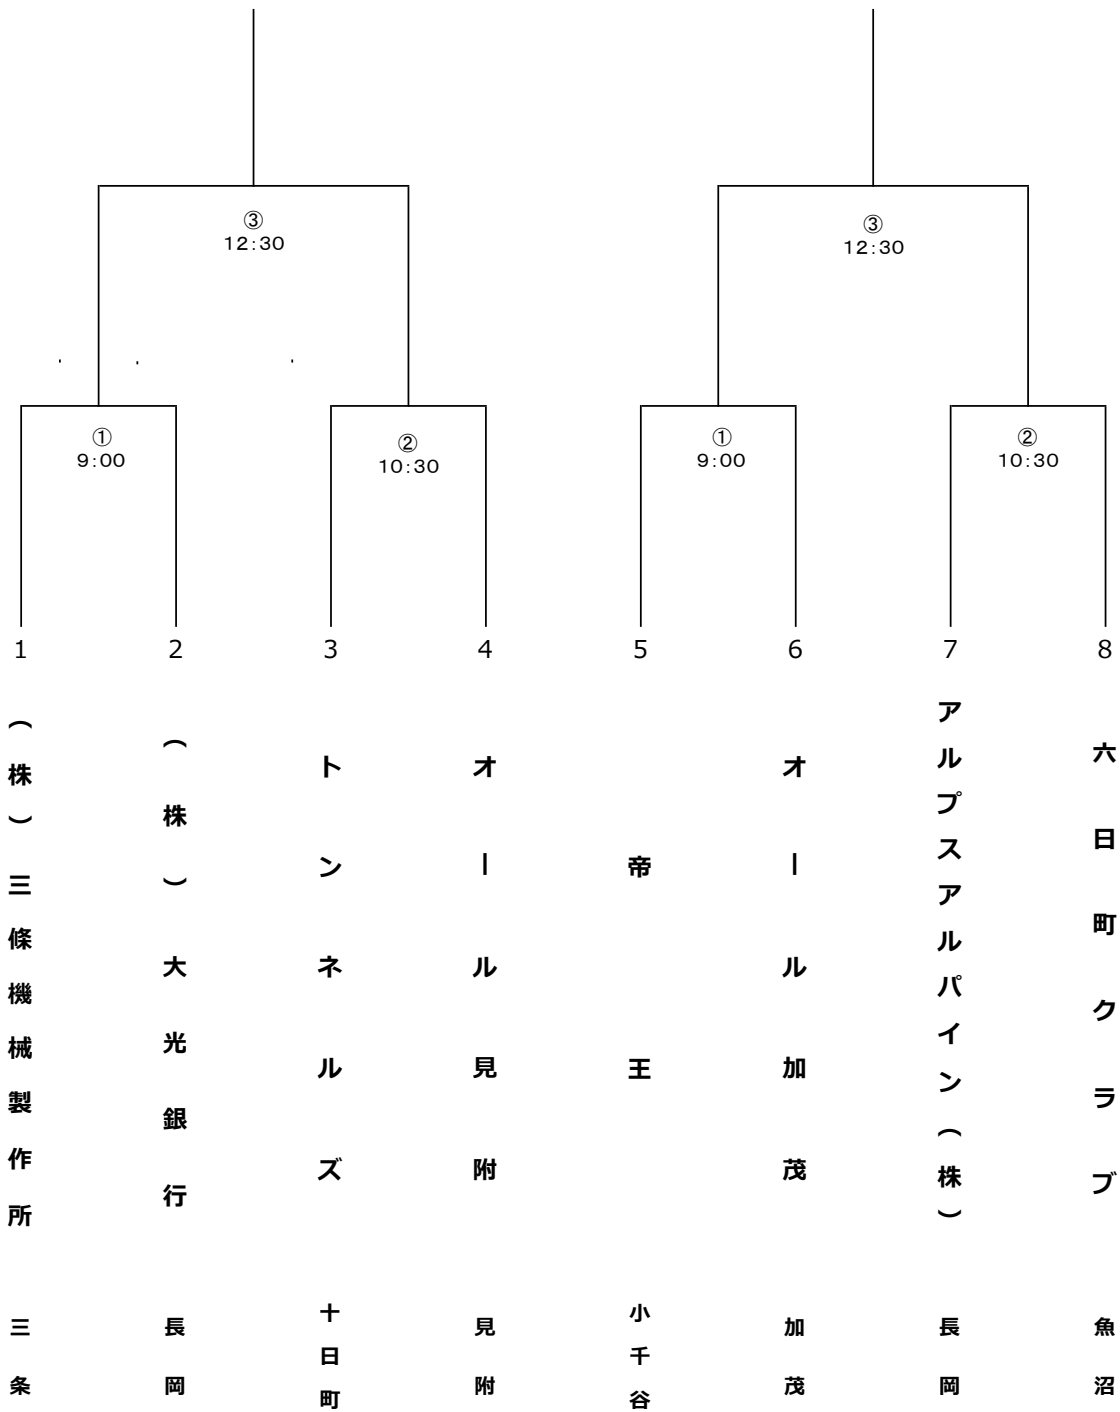 ③
12:30
③
12:30
①
9:00
②
10:30
①
9:00
②
10:30
1
2
3
4
5
6
7
8
（株）三條機械製作所
（株）大光銀行
トンネルズ
オール見附
帝王
オール加茂
アルプスアルパイン（株）
六日町クラブ
三条
長岡
十日町
見附
小千谷
加茂
長岡
魚沼